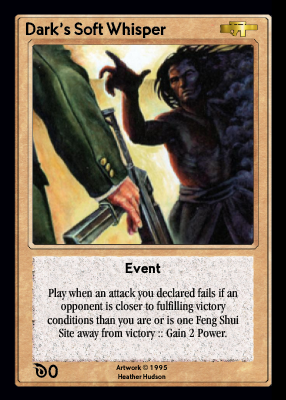 Dark's Soft Whisper
Event
Play when an attack you declared fails if an
opponent is closer to fulfilling victory
conditions than you are or is one Feng Shui
Site away from victory :: Gain 2 Power.
0
Artwork © 1995
Heather Hudson